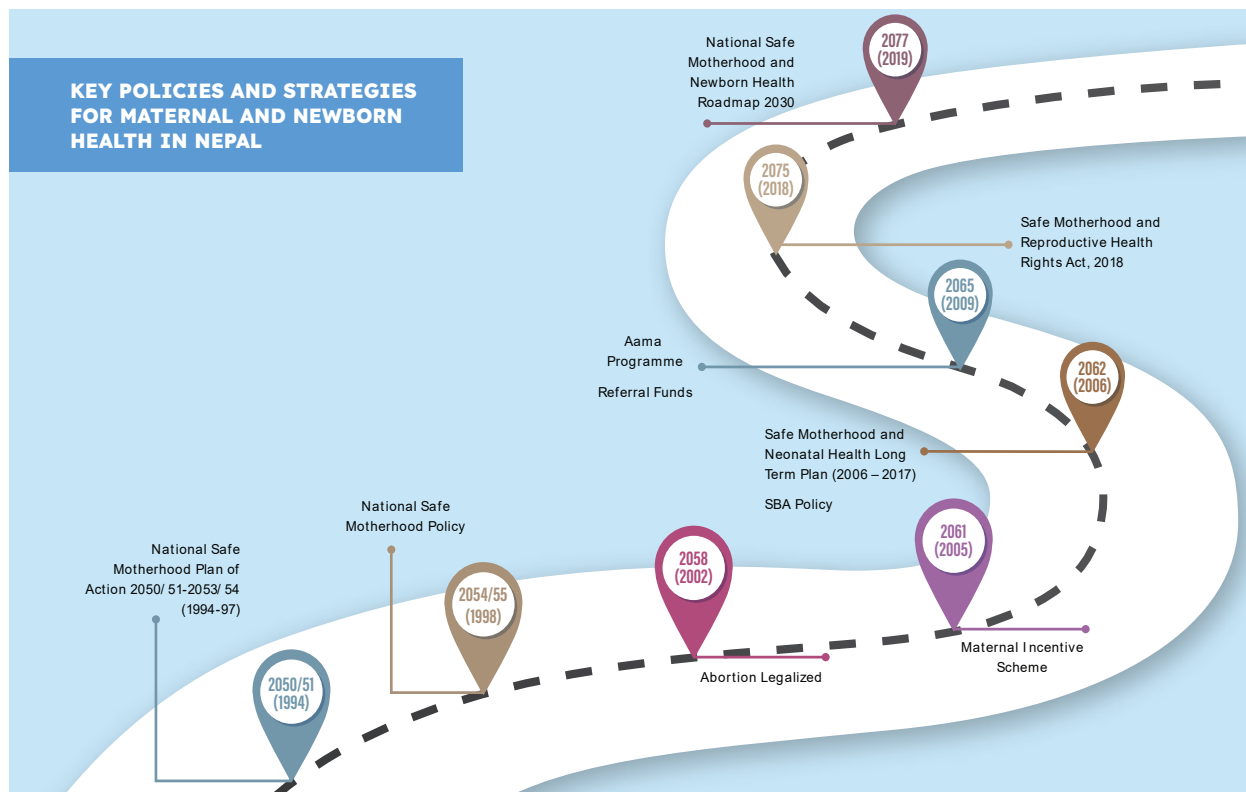 KEY POLICIES AND STRATEGIES
FOR MATERNAL AND NEWBORN
HEALTH IN NEPAL
National Safe
Motherhood and
Newborn Health
Roadmap 2030
2077
(2019)
2075
(2018)
Safe Motherhood and
Reproductive Health
Rights Act, 2018
2065
(2009)
Aama
Programme
Referral Funds
2062
(2006)
Safe Motherhood and
Neonatal Health Long
Term Plan (2006 – 2017)
SBA Policy
2061
(2005)
Maternal Incentive
Scheme
2058
(2002)
Abortion Legalized
National Safe
Motherhood Policy
2054/55
(1998)
National Safe
Motherhood Plan of
Action 2050/ 51-2053/ 54
(1994-97)
2050/51
(1994)